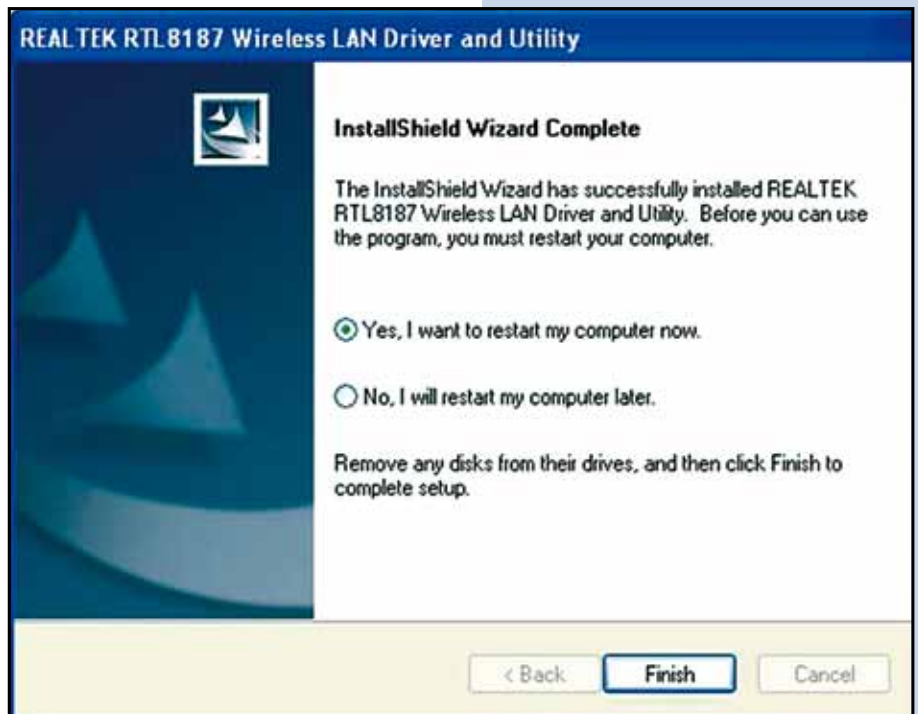 REALTEK RTL8187 Wireless LAN Driver and Utility
InstallShield Wizard Complete
The InstallShield Wizard has successfully installed REALTEK
RTL8187 Wireless LAN Driver and Utility.  Before you can use
the program, you must restart your computer.
Yes, I want to restart my computer now.
No, I will restart my computer later.
Remove any disks from their drives, and then click Finish to
complete setup.
< Back
Finish
Cancel